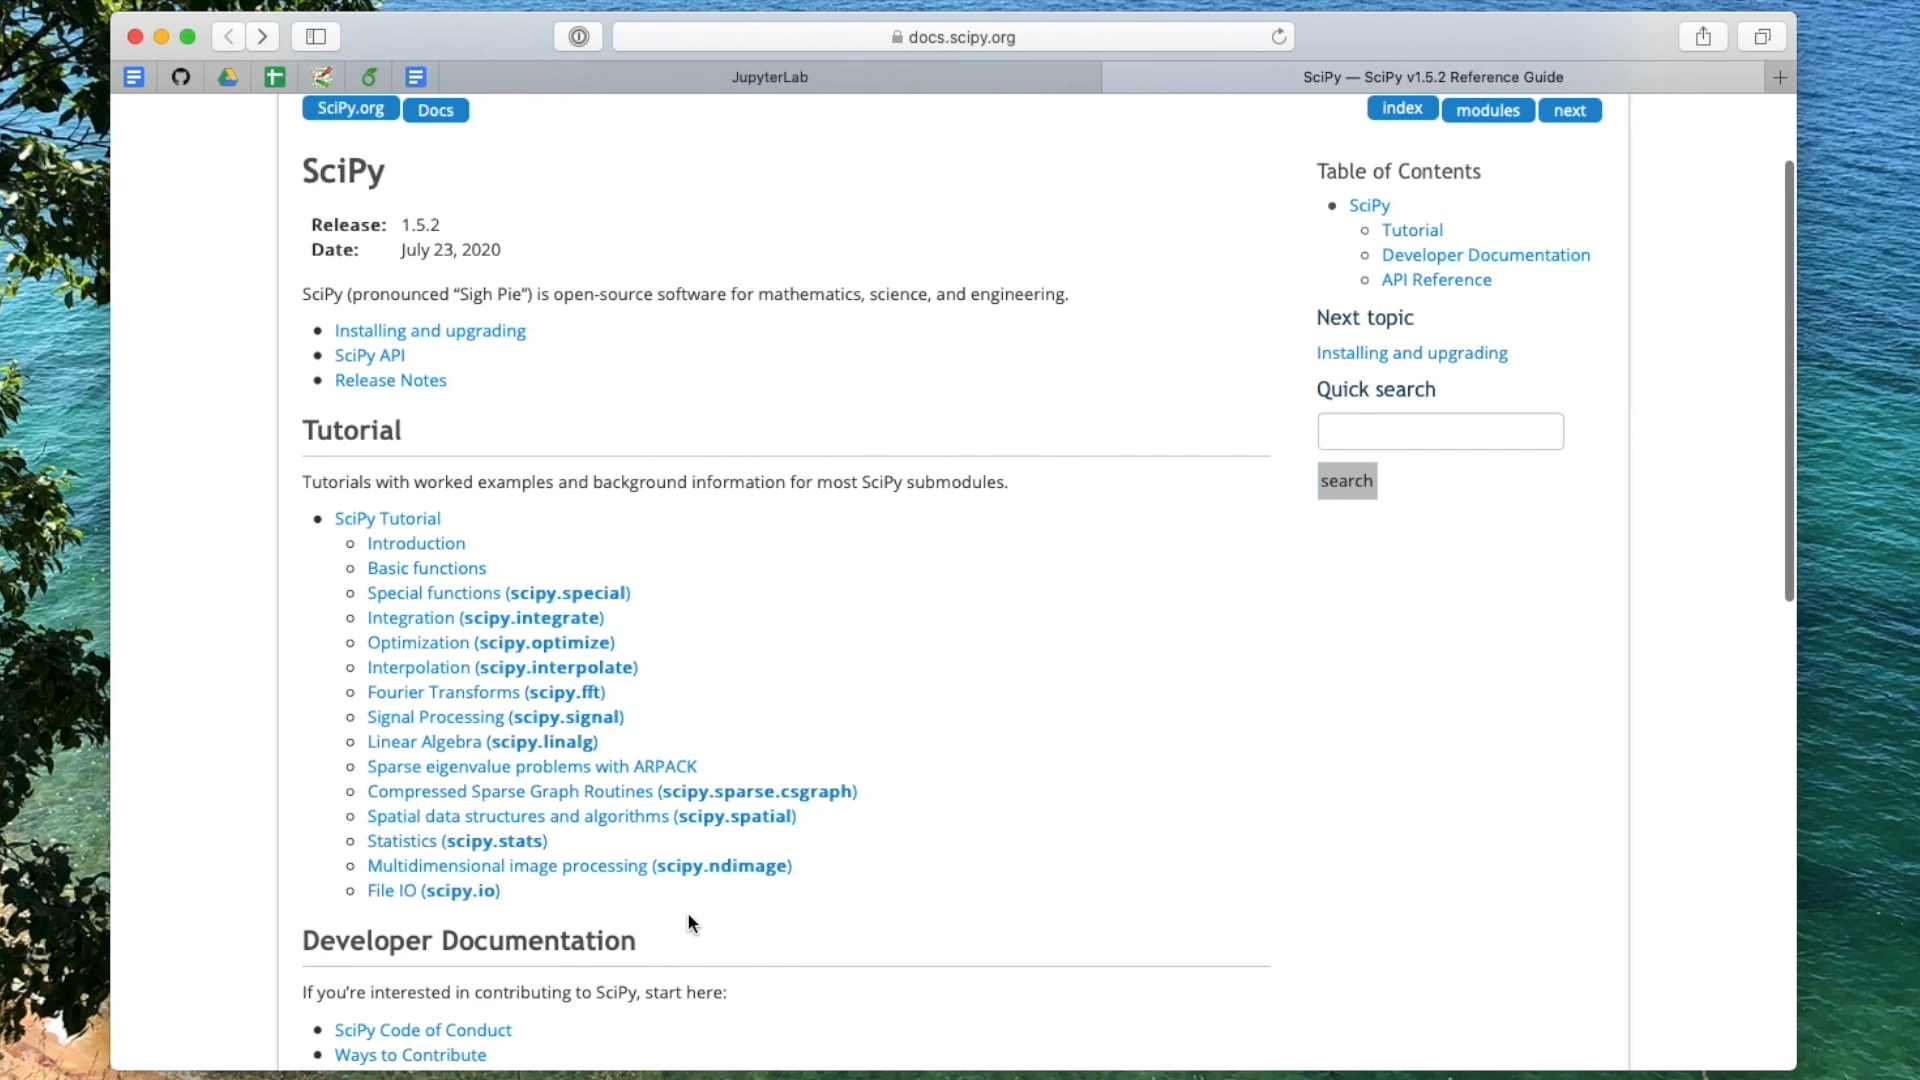 docs.scipy.org
JupyterLab
SciPy — SciPy v1.5.2 Reference Guide
SciPy.org
Docs
index
modules
next
SciPy
Release: 1.5.2
Date: July 23, 2020
SciPy (pronounced “Sigh Pie”) is open-source software for mathematics, science, and engineering.
Installing and upgrading
SciPy API
Release Notes
Tutorial
Tutorials with worked examples and background information for most SciPy submodules.
SciPy Tutorial
Introduction
Basic functions
Special functions (scipy.special)
Integration (scipy.integrate)
Optimization (scipy.optimize)
Interpolation (scipy.interpolate)
Fourier Transforms (scipy.fft)
Signal Processing (scipy.signal)
Linear Algebra (scipy.linalg)
Sparse eigenvalue problems with ARPACK
Compressed Sparse Graph Routines (scipy.sparse.csgraph)
Spatial data structures and algorithms (scipy.spatial)
Statistics (scipy.stats)
Multidimensional image processing (scipy.ndimage)
File IO (scipy.io)
Developer Documentation
If you’re interested in contributing to SciPy, start here:
SciPy Code of Conduct
Ways to Contribute
Table of Contents
SciPy
Tutorial
Developer Documentation
API Reference
Next topic
Installing and upgrading
Quick search
search